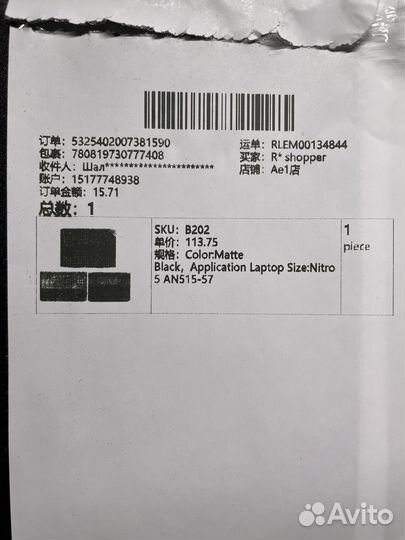 订单：5325402007381590
运单：RLEM00134844
包裹：780819730777408
买家：R* shopper
收件人：Шал**********************
店铺：Ae1店
账户：15177748938
订单金额：15.71
总数：1
SKU：B202
单价：113.75
规格：Color:Matte
Black，Application Laptop Size:Nitro
5 AN515-57
1
piece
Avito